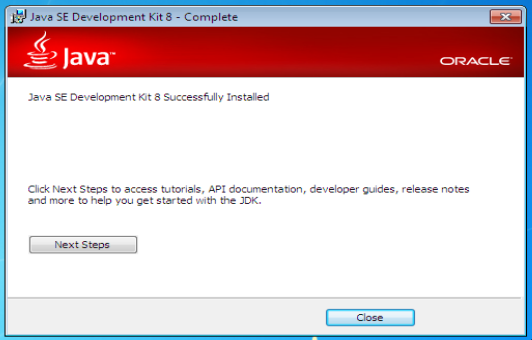 Java SE Development Kit 8 - Complete
Java™
ORACLE
Java SE Development Kit 8 Successfully Installed
Click Next Steps to access tutorials, API documentation, developer guides, release notes
and more to help you get started with the JDK.
Next Steps
Close